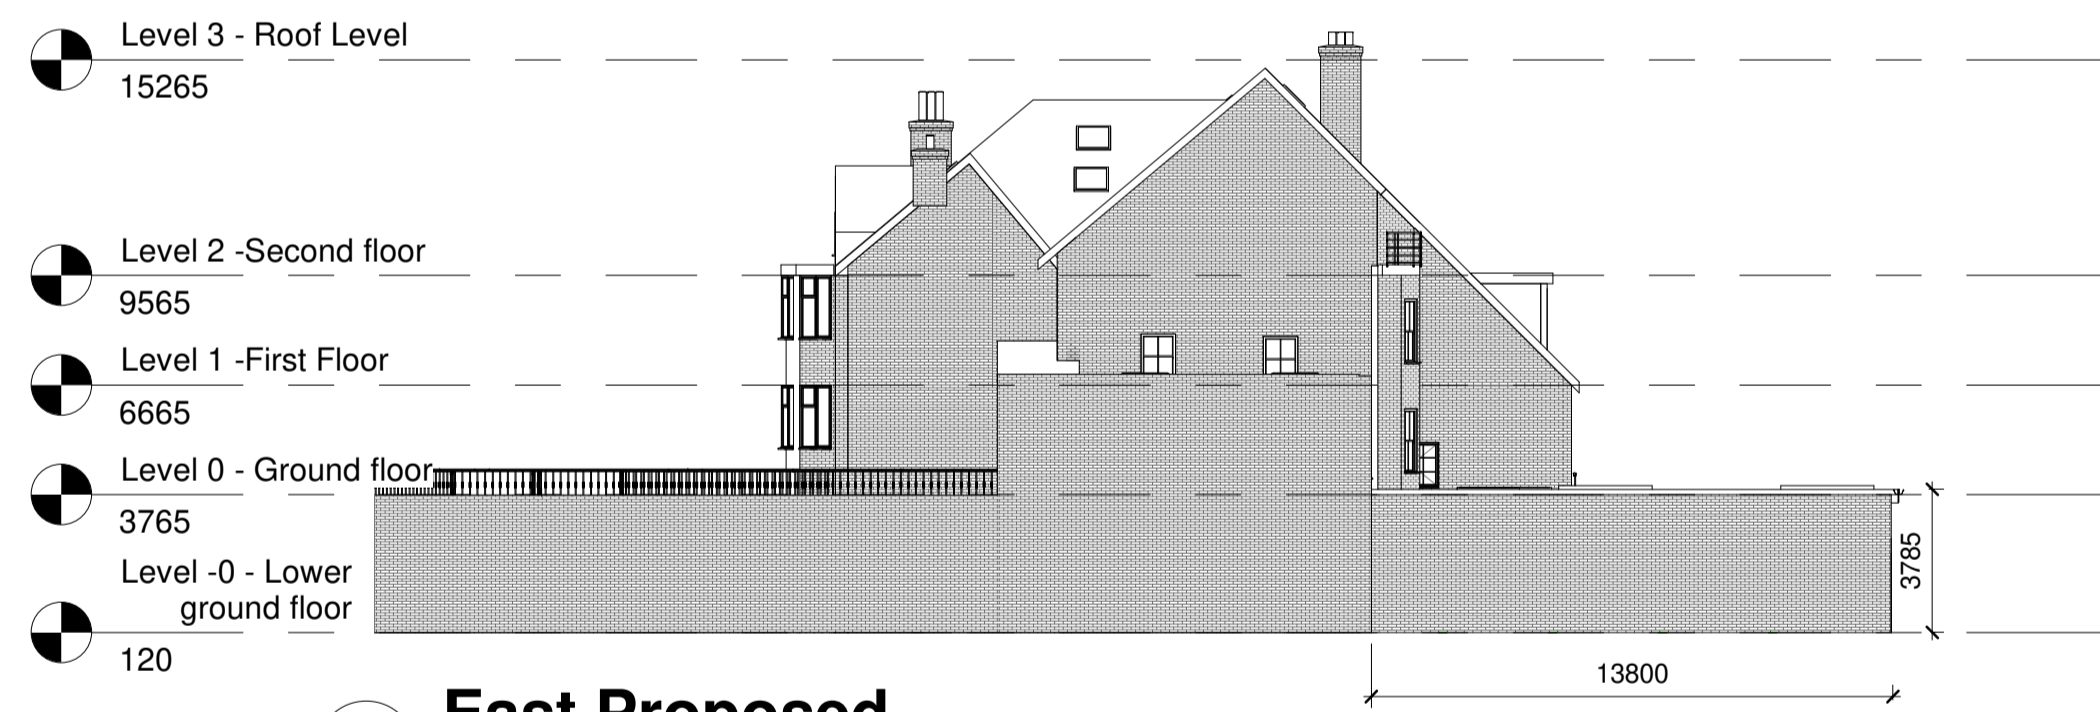 Level 3 - Roof Level
15265
Level 2 -Second floor
9565
Level 1 -First Floor
6665
Level 0 - Ground floor
3765
Level -0 - Lower
ground floor
120
3785
13800
East Proposed